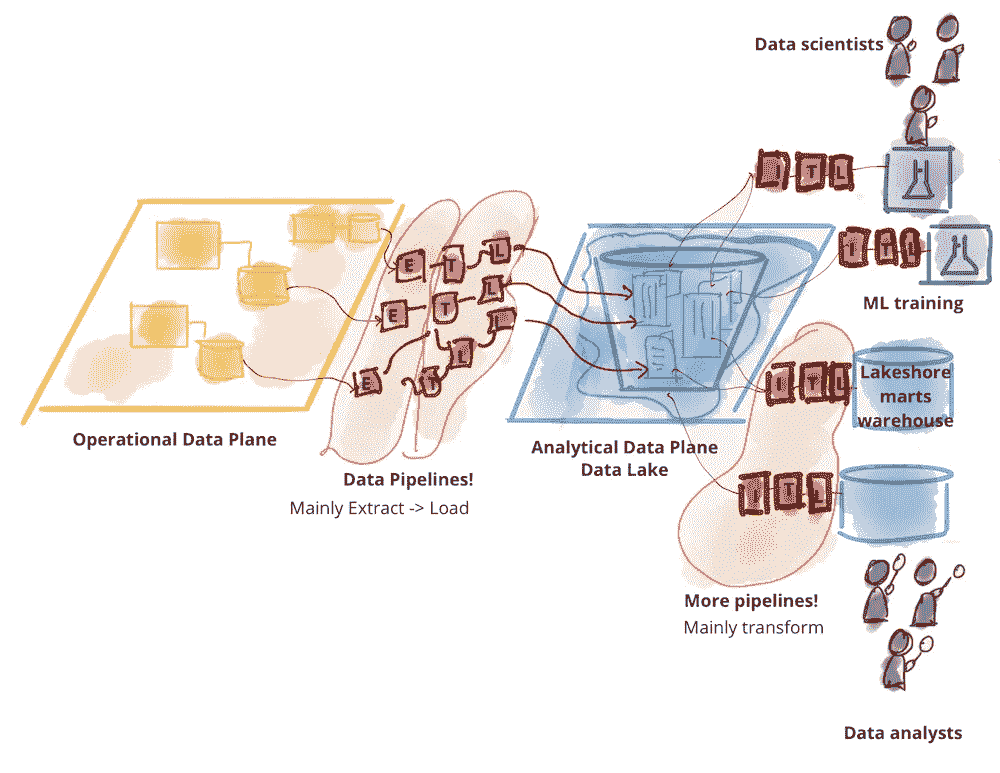 Data scientists
I T L
E T L
I T L
E T L
E T L
ML training
I T L
Lakeshore
marts
warehouse
Operational Data Plane
Analytical Data Plane
Data Lake
Data Pipelines!
Mainly Extract -> Load
I T L
More pipelines!
Mainly transform
Data analysts